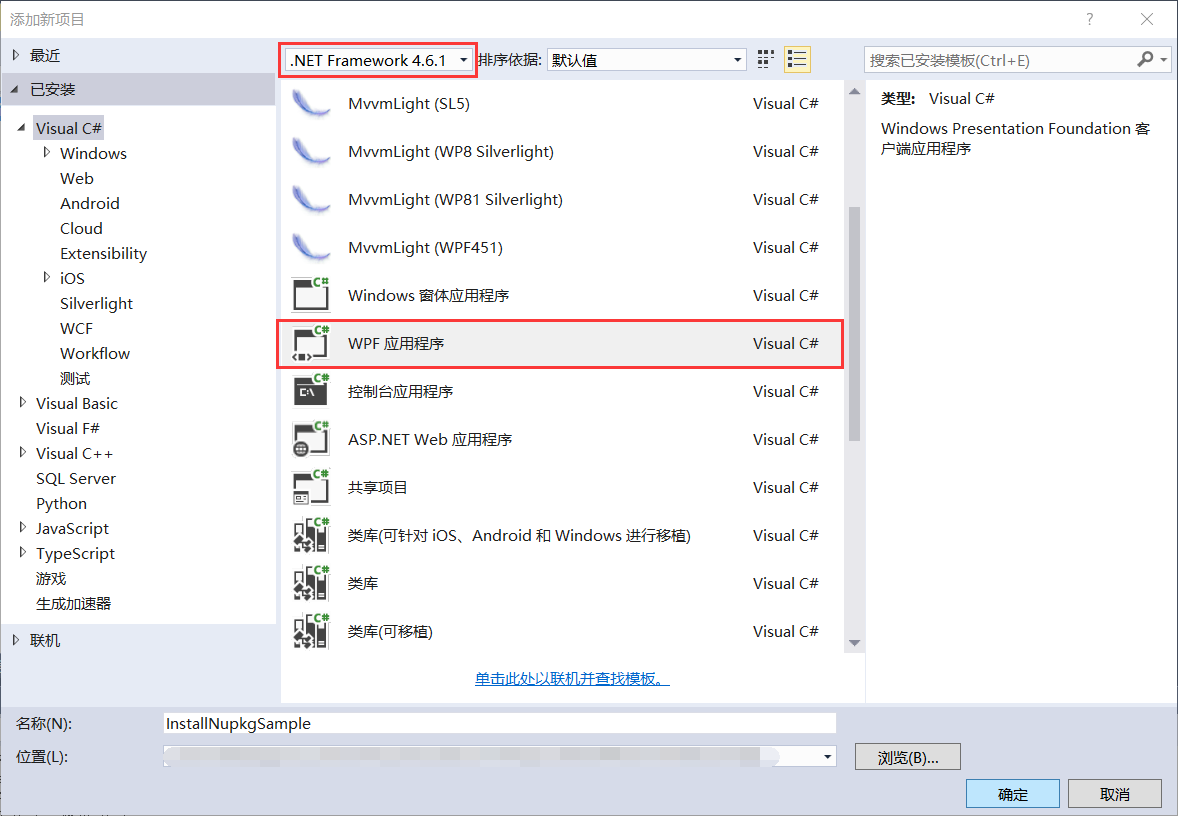 添加新项目
?
最近
已安装
Visual C#
Windows
Web
Android
Cloud
Extensibility
iOS
Silverlight
WCF
Workflow
测试
Visual Basic
Visual F#
Visual C++
SQL Server
Python
JavaScript
TypeScript
游戏
生成加速器
联机
.NET Framework 4.6.1
排序依据:
默认值
搜索已安装模板(Ctrl+E)
MvvmLight (SL5) Visual C#
MvvmLight (WP8 Silverlight) Visual C#
MvvmLight (WP81 Silverlight) Visual C#
MvvmLight (WPF451) Visual C#
C# Windows 窗体应用程序 Visual C#
C# WPF 应用程序 Visual C#
C# 控制台应用程序 Visual C#
C# ASP.NET Web 应用程序 Visual C#
C# 共享项目 Visual C#
C# 类库(可针对 iOS、Android 和 Windows 进行移植) Visual C#
C# 类库 Visual C#
C# 类库(可移植) Visual C#
单击此处以联机并查找模板。
类型: Visual C#
Windows Presentation Foundation 客
户端应用程序
名称(N): InstallNupkgSample
位置(L):
浏览(B)...
确定
取消